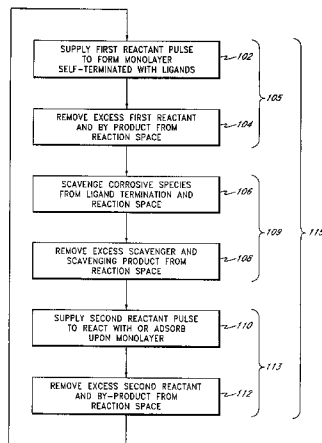 SUPPLY FIRST REACTANT PULSE
TO FORM MONOLAYER
SELF-TERMINATED WITH LIGANDS
102
REMOVE EXCESS FIRST REACTANT
AND BY PRODUCT FROM
REACTION SPACE
104
105
SCAVENGE CORROSIVE SPECIES
FROM LIGAND TERMINATION AND
REACTION SPACE
106
REMOVE EXCESS SCAVENGER AND
SCAVENGING PRODUCT FROM
REACTION SPACE
108
109
115
SUPPLY SECOND REACTANT PULSE
TO REACT WITH OR ADSORB
UPON MONOLAYER
110
REMOVE EXCESS SECOND REACTANT
AND BY-PRODUCT FROM
REACTION SPACE
112
113